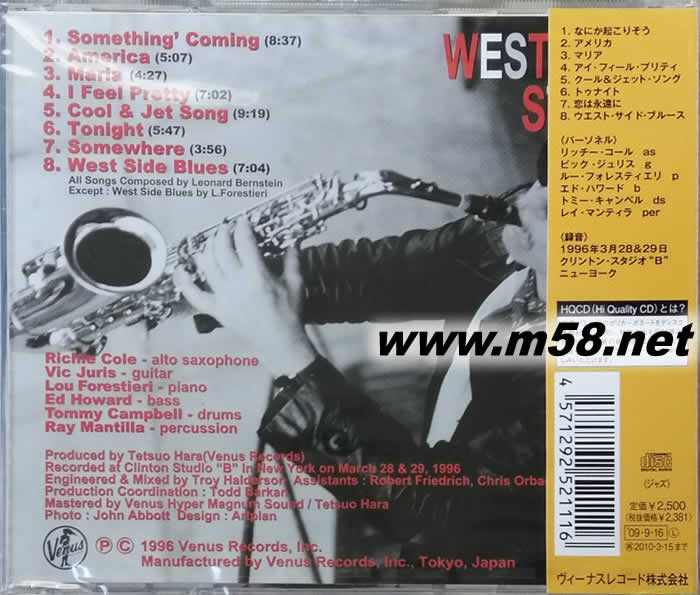 1. Something' Coming (8:37)
2. America (5:07)
3. Maria (4:27)
4. I Feel Pretty (7:02)
5. Cool & Jet Song (9:19)
6. Tonight (5:47)
7. Somewhere (3:56)
8. West Side Blues (7:04)
All Songs Composed by Leonard Bernstein
Except : West Side Blues by L.Forestieri
WEST
S
Richie Cole - alto saxophone
Vic Juris - guitar
Lou Forestieri - piano
Ed Howard - bass
Tommy Campbell - drums
Ray Mantilla - percussion
Produced by Tetsuo Hara(Venus Records)
Recorded at Clinton Studio "B" In New York on March 28 & 29, 1996
Engineered & Mixed by Troy Halderson Assistants : Robert Friedrich, Chris Orba
Production Coordination : Todd Barkan
Mastered by Venus Hyper Magnum Sound / Tetsuo Hara
Photo : John Abbott Design : Artplan
Venus
Ⓟ © 1996 Venus Records, Inc.
Manufactured by Venus Records, Inc., Tokyo, Japan
1. なにか起こりそう
2. アメリカ
3. マリア
4. アイ・フィール・プリティ
5. クール&ジェット・ソング
6. トゥナイト
7. 恋は永遠に
8. ウエスト・サイド・ブルース
〈パーソネル〉
リッチー・コール as
ビック・ジュリス g
ルー・フォレスティエリ p
エド・ハワード b
トミー・キャンベル ds
レイ・マンティラ per
〈録音〉
1996年3月28&29日
クリントン・スタジオ"B"
ニューヨーク
HQCD(Hi Quality CD)とは?
www.m58.net
4571292521116
disc
DIGITAL AUDIO
(ジャズ)
定価 ¥2,500
(税抜価格 ¥2,381)
'09・9・16 Ⓛ
再 2010・3・15まで
ヴィーナスレコード株式会社